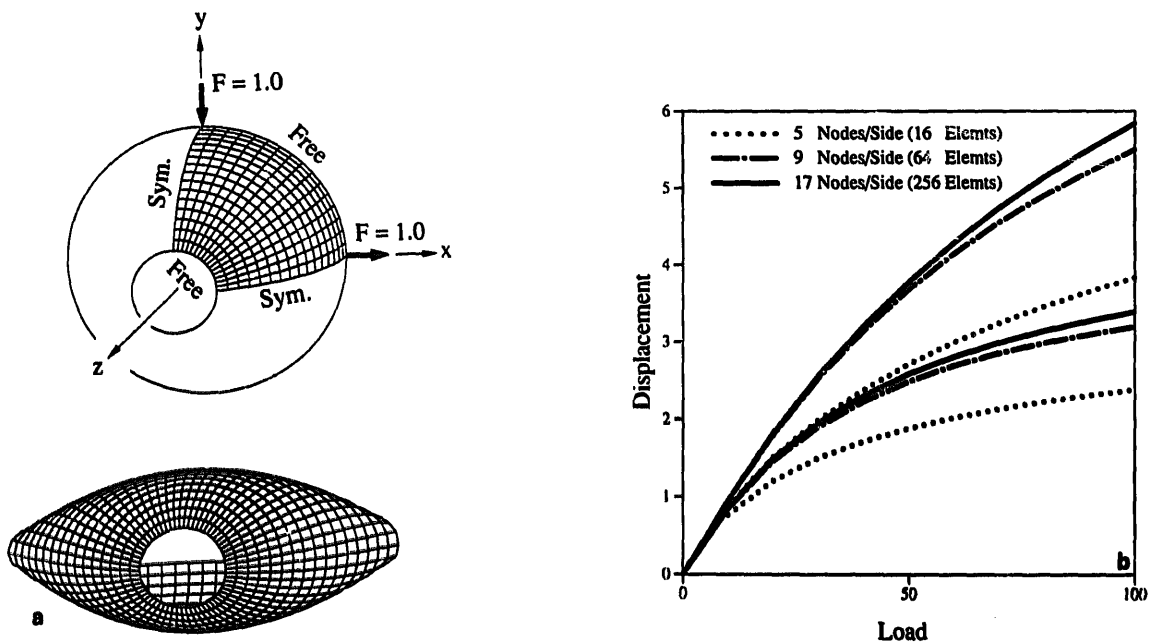 y
F = 1.0
Free
Sym.
F = 1.0
x
Free
Sym.
z
a
6
5
4
3
2
1
0
Displacement
5 Nodes/Side (16 Elemts)
9 Nodes/Side (64 Elemts)
17 Nodes/Side (256 Elemts)
b
0
50
100
Load